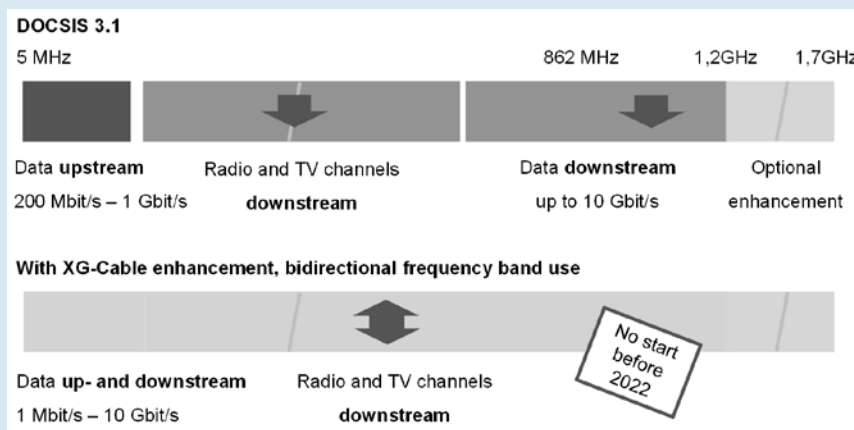 DOCSIS 3.1
5 MHz 862 MHz 1,2GHz 1,7GHz
Data upstream Radio and TV channels Data downstream Optional
200 Mbit/s – 1 Gbit/s downstream up to 10 Gbit/s enhancement
With XG-Cable enhancement, bidirectional frequency band use
No start
before
2022
Data up- and downstream Radio and TV channels
1 Mbit/s – 10 Gbit/s downstream